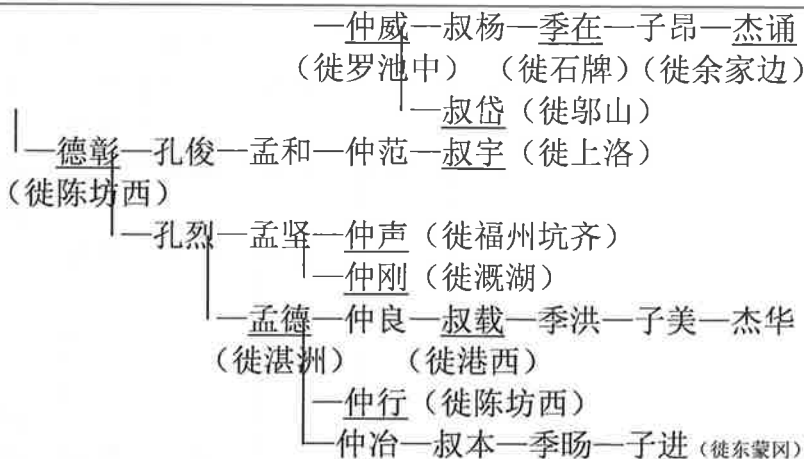 —仲威—叔杨—季在—子昂—杰诵
(徙罗池中) (徙石牌)(徙余家边)
—叔岱(徙邬山)
—德彰—孔俊—孟和—仲范—叔宇(徙上洛)
(徙陈坊西)
—孔烈—孟坚—仲声(徙福州坑齐)
—仲刚(徙溉湖)
—孟德—仲良—叔载—季洪—子美—杰华
(徙湛洲) (徙港西)
—仲行(徙陈坊西)
—仲冶—叔本—季旸—子进(徙东蒙冈)